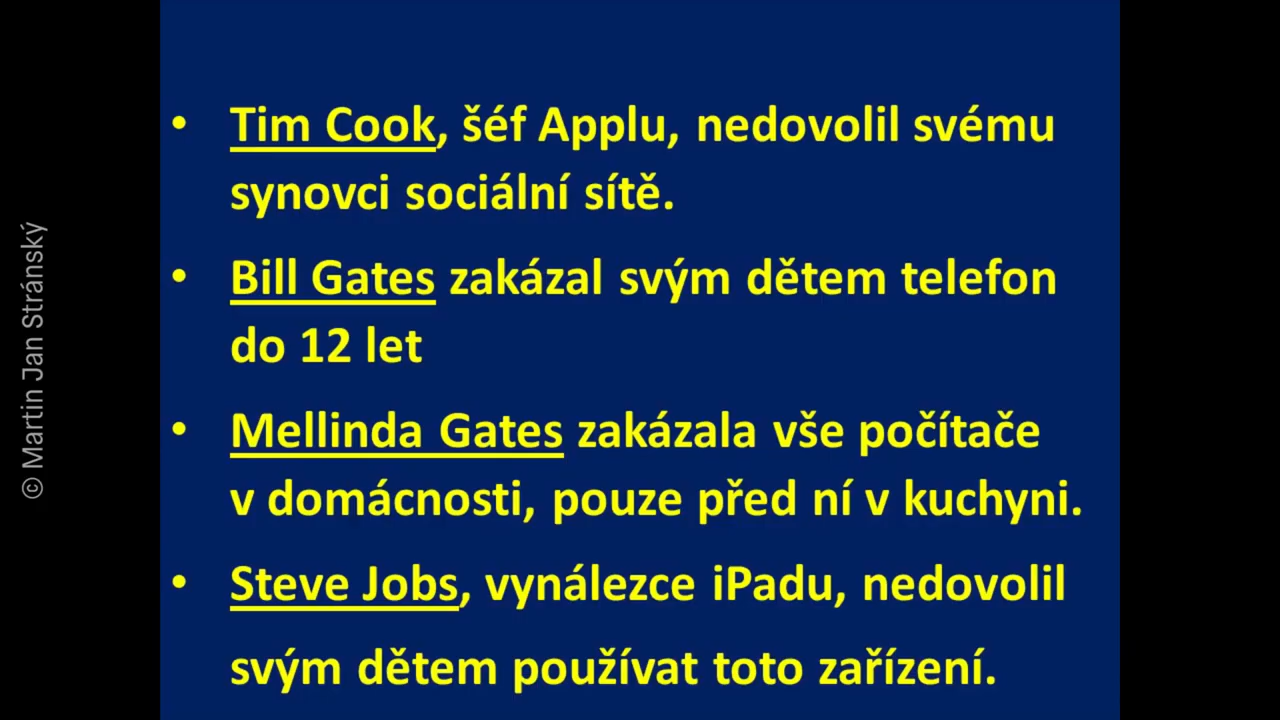 © Martin Jan Stránský
• Tim Cook, šéf Applu, nedovolil svému
synovci sociální sítě.
• Bill Gates zakázal svým dětem telefon
do 12 let
• Mellinda Gates zakázala vše počítače
v domácnosti, pouze před ní v kuchyni.
• Steve Jobs, vynálezce iPadu, nedovolil
svým dětem používat toto zařízení.